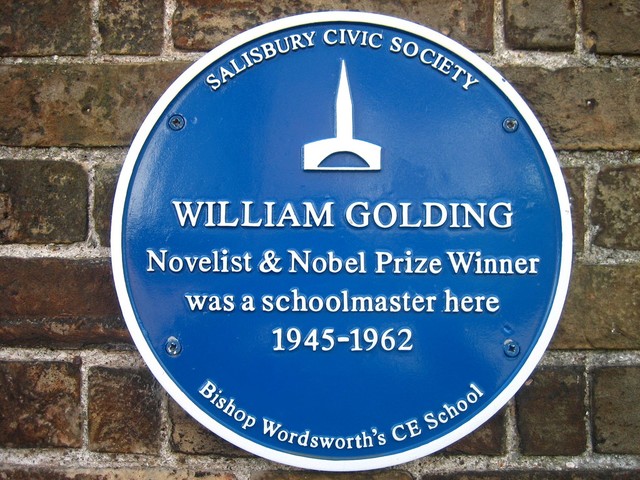 SALISBURY CIVIC SOCIETY
WILLIAM GOLDING
Novelist & Nobel Prize Winner
was a schoolmaster here
1945-1962
Bishop Wordsworth's CE School